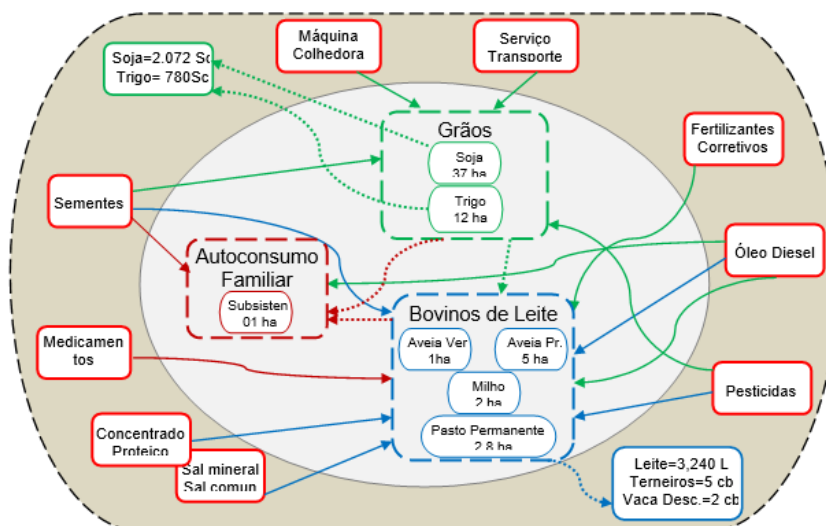 Máquina
Colhedora
Serviço
Transporte
Soja=2.072 Sc
Trigo= 780Sc
Grãos
Soja
37 ha
Trigo
12 ha
Fertilizantes
Corretivos
Sementes
Autoconsumo
Familiar
Subsisten
01 ha
Óleo Diesel
Bovinos de Leite
Aveia Ver
1ha
Aveia Pr.
5 ha
Milho
2 ha
Pasto Permanente
2.8 ha
Medicamen
tos
Pesticidas
Concentrado
Proteico
Sal mineral
Sal comun
Leite=3,240 L
Terneiros=5 cb
Vaca Desc.=2 cb